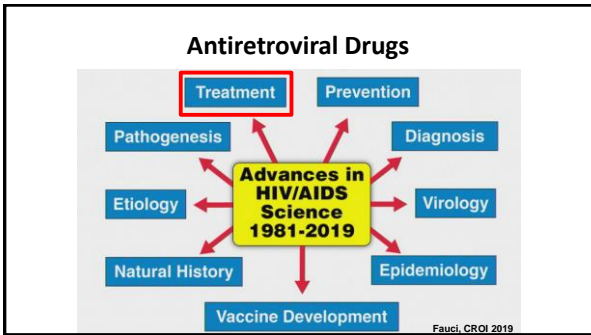 Antiretroviral Drugs
Treatment
Prevention
Pathogenesis
Diagnosis
Advances in
HIV/AIDS
Science
1981-2019
Etiology
Virology
Natural History
Epidemiology
Vaccine Development
Fauci, CROI 2019